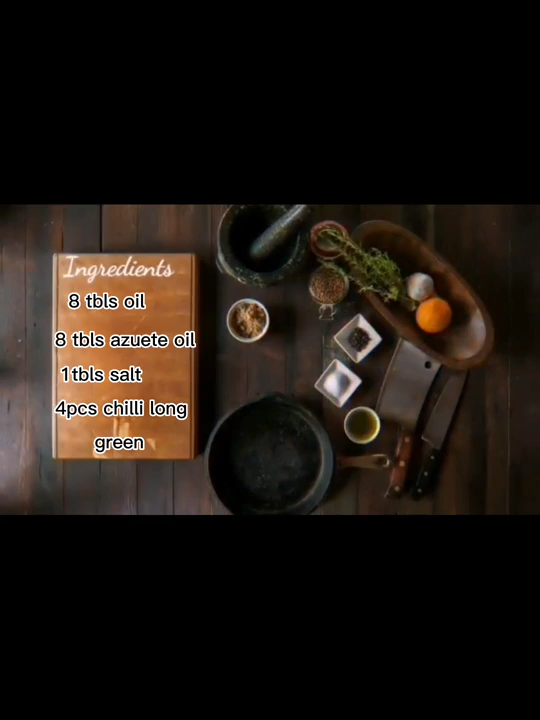 Ingredients
8 tbls oil
8 tbls azuete oil
1tbls salt
4pcs chilli long
green